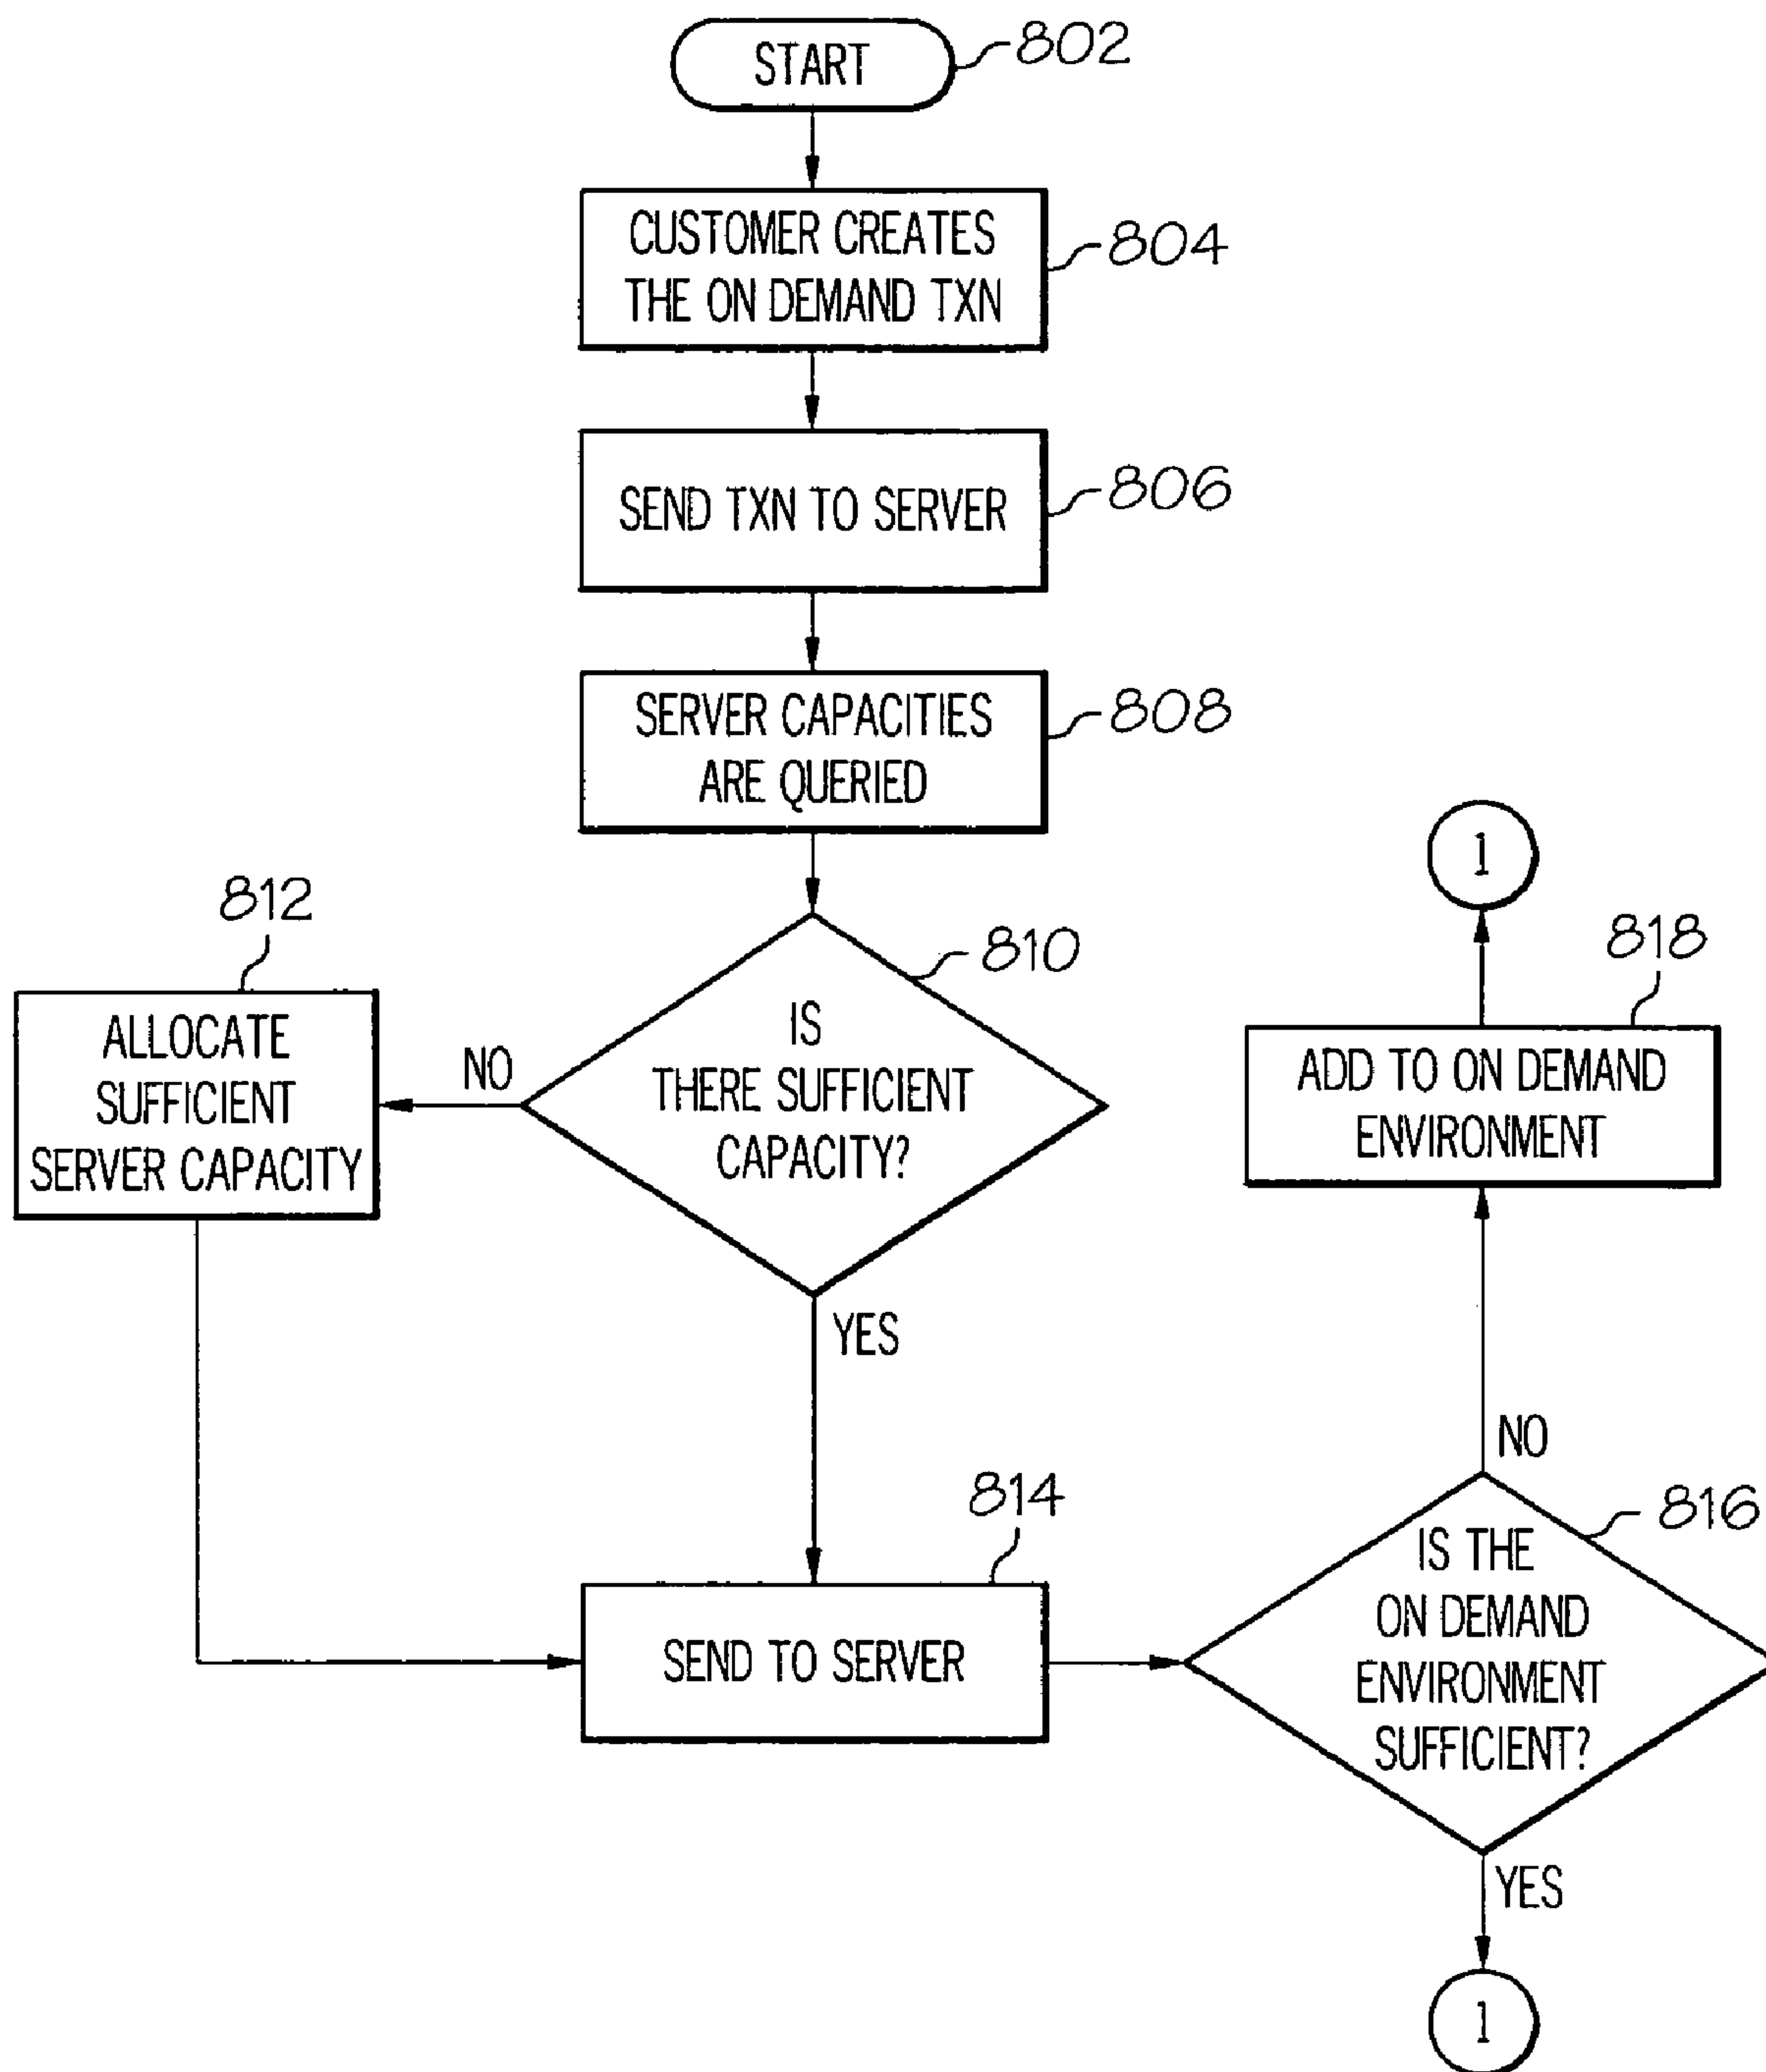 START
802
CUSTOMER CREATES
THE ON DEMAND TXN
804
SEND TXN TO SERVER
806
SERVER CAPACITIES
ARE QUERIED
808
810
IS
THERE SUFFICIENT
CAPACITY?
NO
YES
812
ALLOCATE
SUFFICIENT
SERVER CAPACITY
814
SEND TO SERVER
816
IS THE
ON DEMAND
ENVIRONMENT
SUFFICIENT?
NO
YES
818
ADD TO ON DEMAND
ENVIRONMENT
1
1